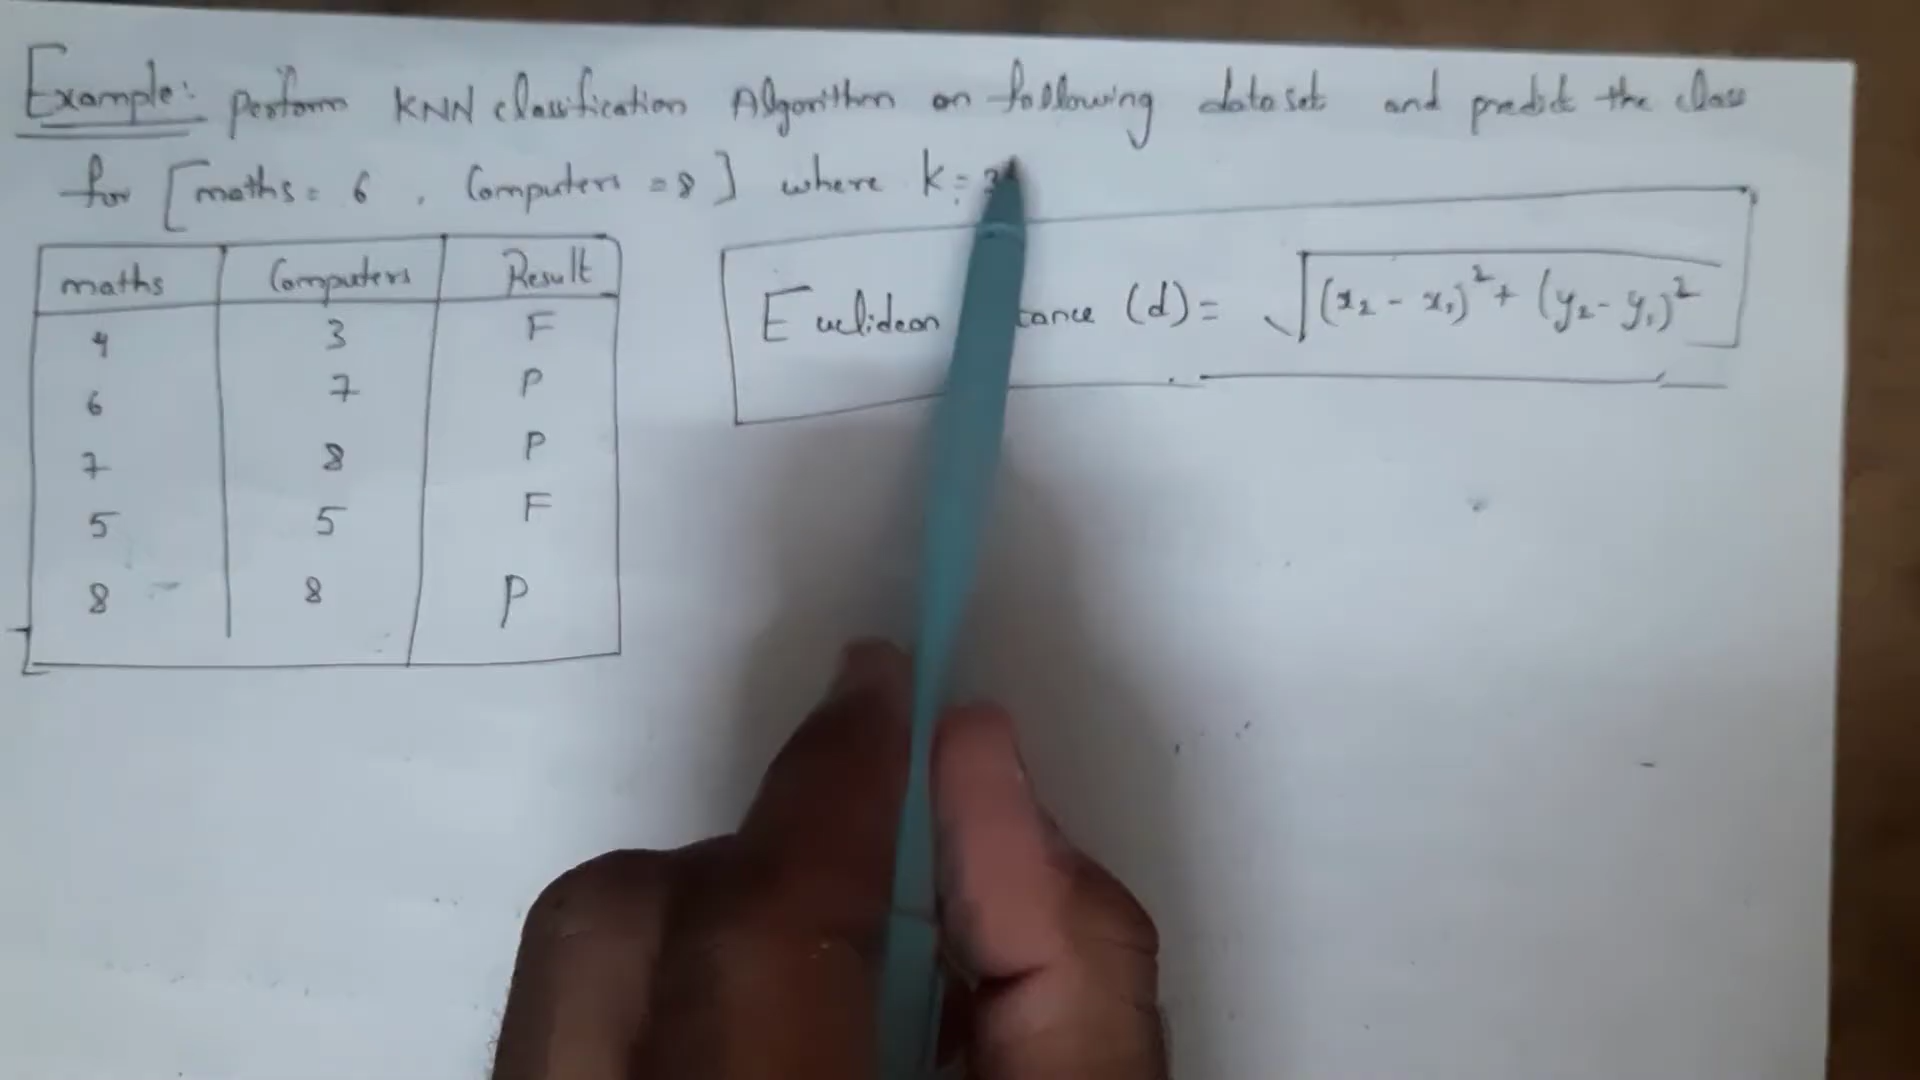 Example: perform KNN classification Algorithm on following dataset and predict the class
for [maths = 6 , Computers = 8 ] where K =
maths Computers Result
4 3 F
6 7 P
7 8 P
5 5 F
8 8 P
Euclidean (d) = √(x₂ - x₁)² + (y₂ - y₁)²